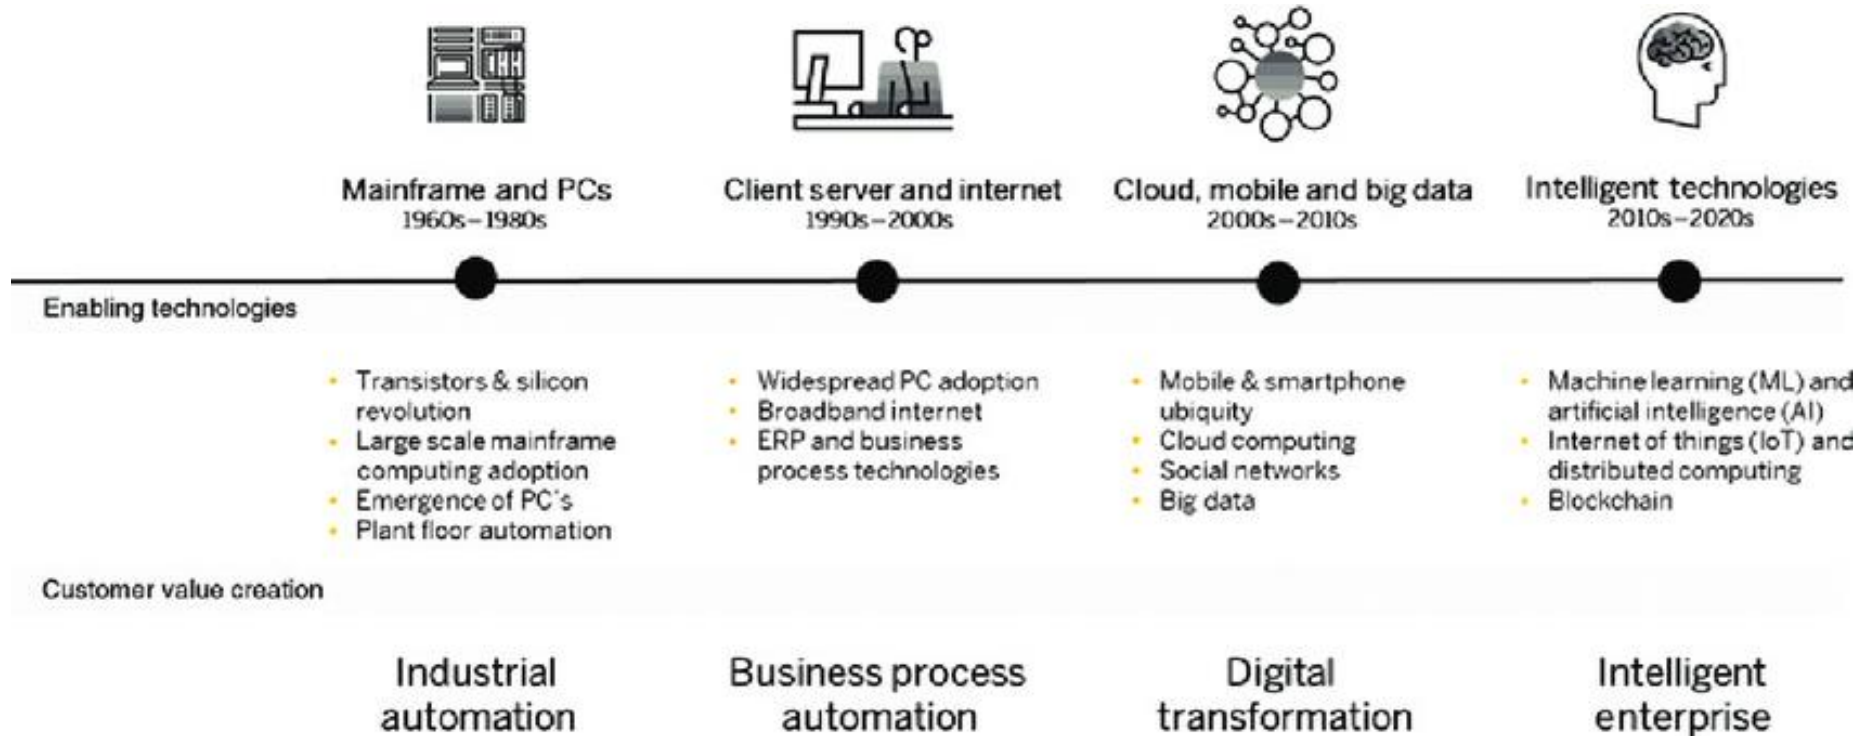 Mainframe and PCs
1960s–1980s
Client server and internet
1990s–2000s
Cloud, mobile and big data
2000s–2010s
Intelligent technologies
2010s–2020s
Enabling technologies
• Transistors & silicon
revolution
• Large scale mainframe
computing adoption
• Emergence of PC's
• Plant floor automation
• Widespread PC adoption
• Broadband internet
• ERP and business
process technologies
• Mobile & smartphone
ubiquity
• Cloud computing
• Social networks
• Big data
• Machine learning (ML) and
artificial intelligence (AI)
• Internet of things (IoT) and
distributed computing
• Blockchain
Customer value creation
Industrial
automation
Business process
automation
Digital
transformation
Intelligent
enterprise